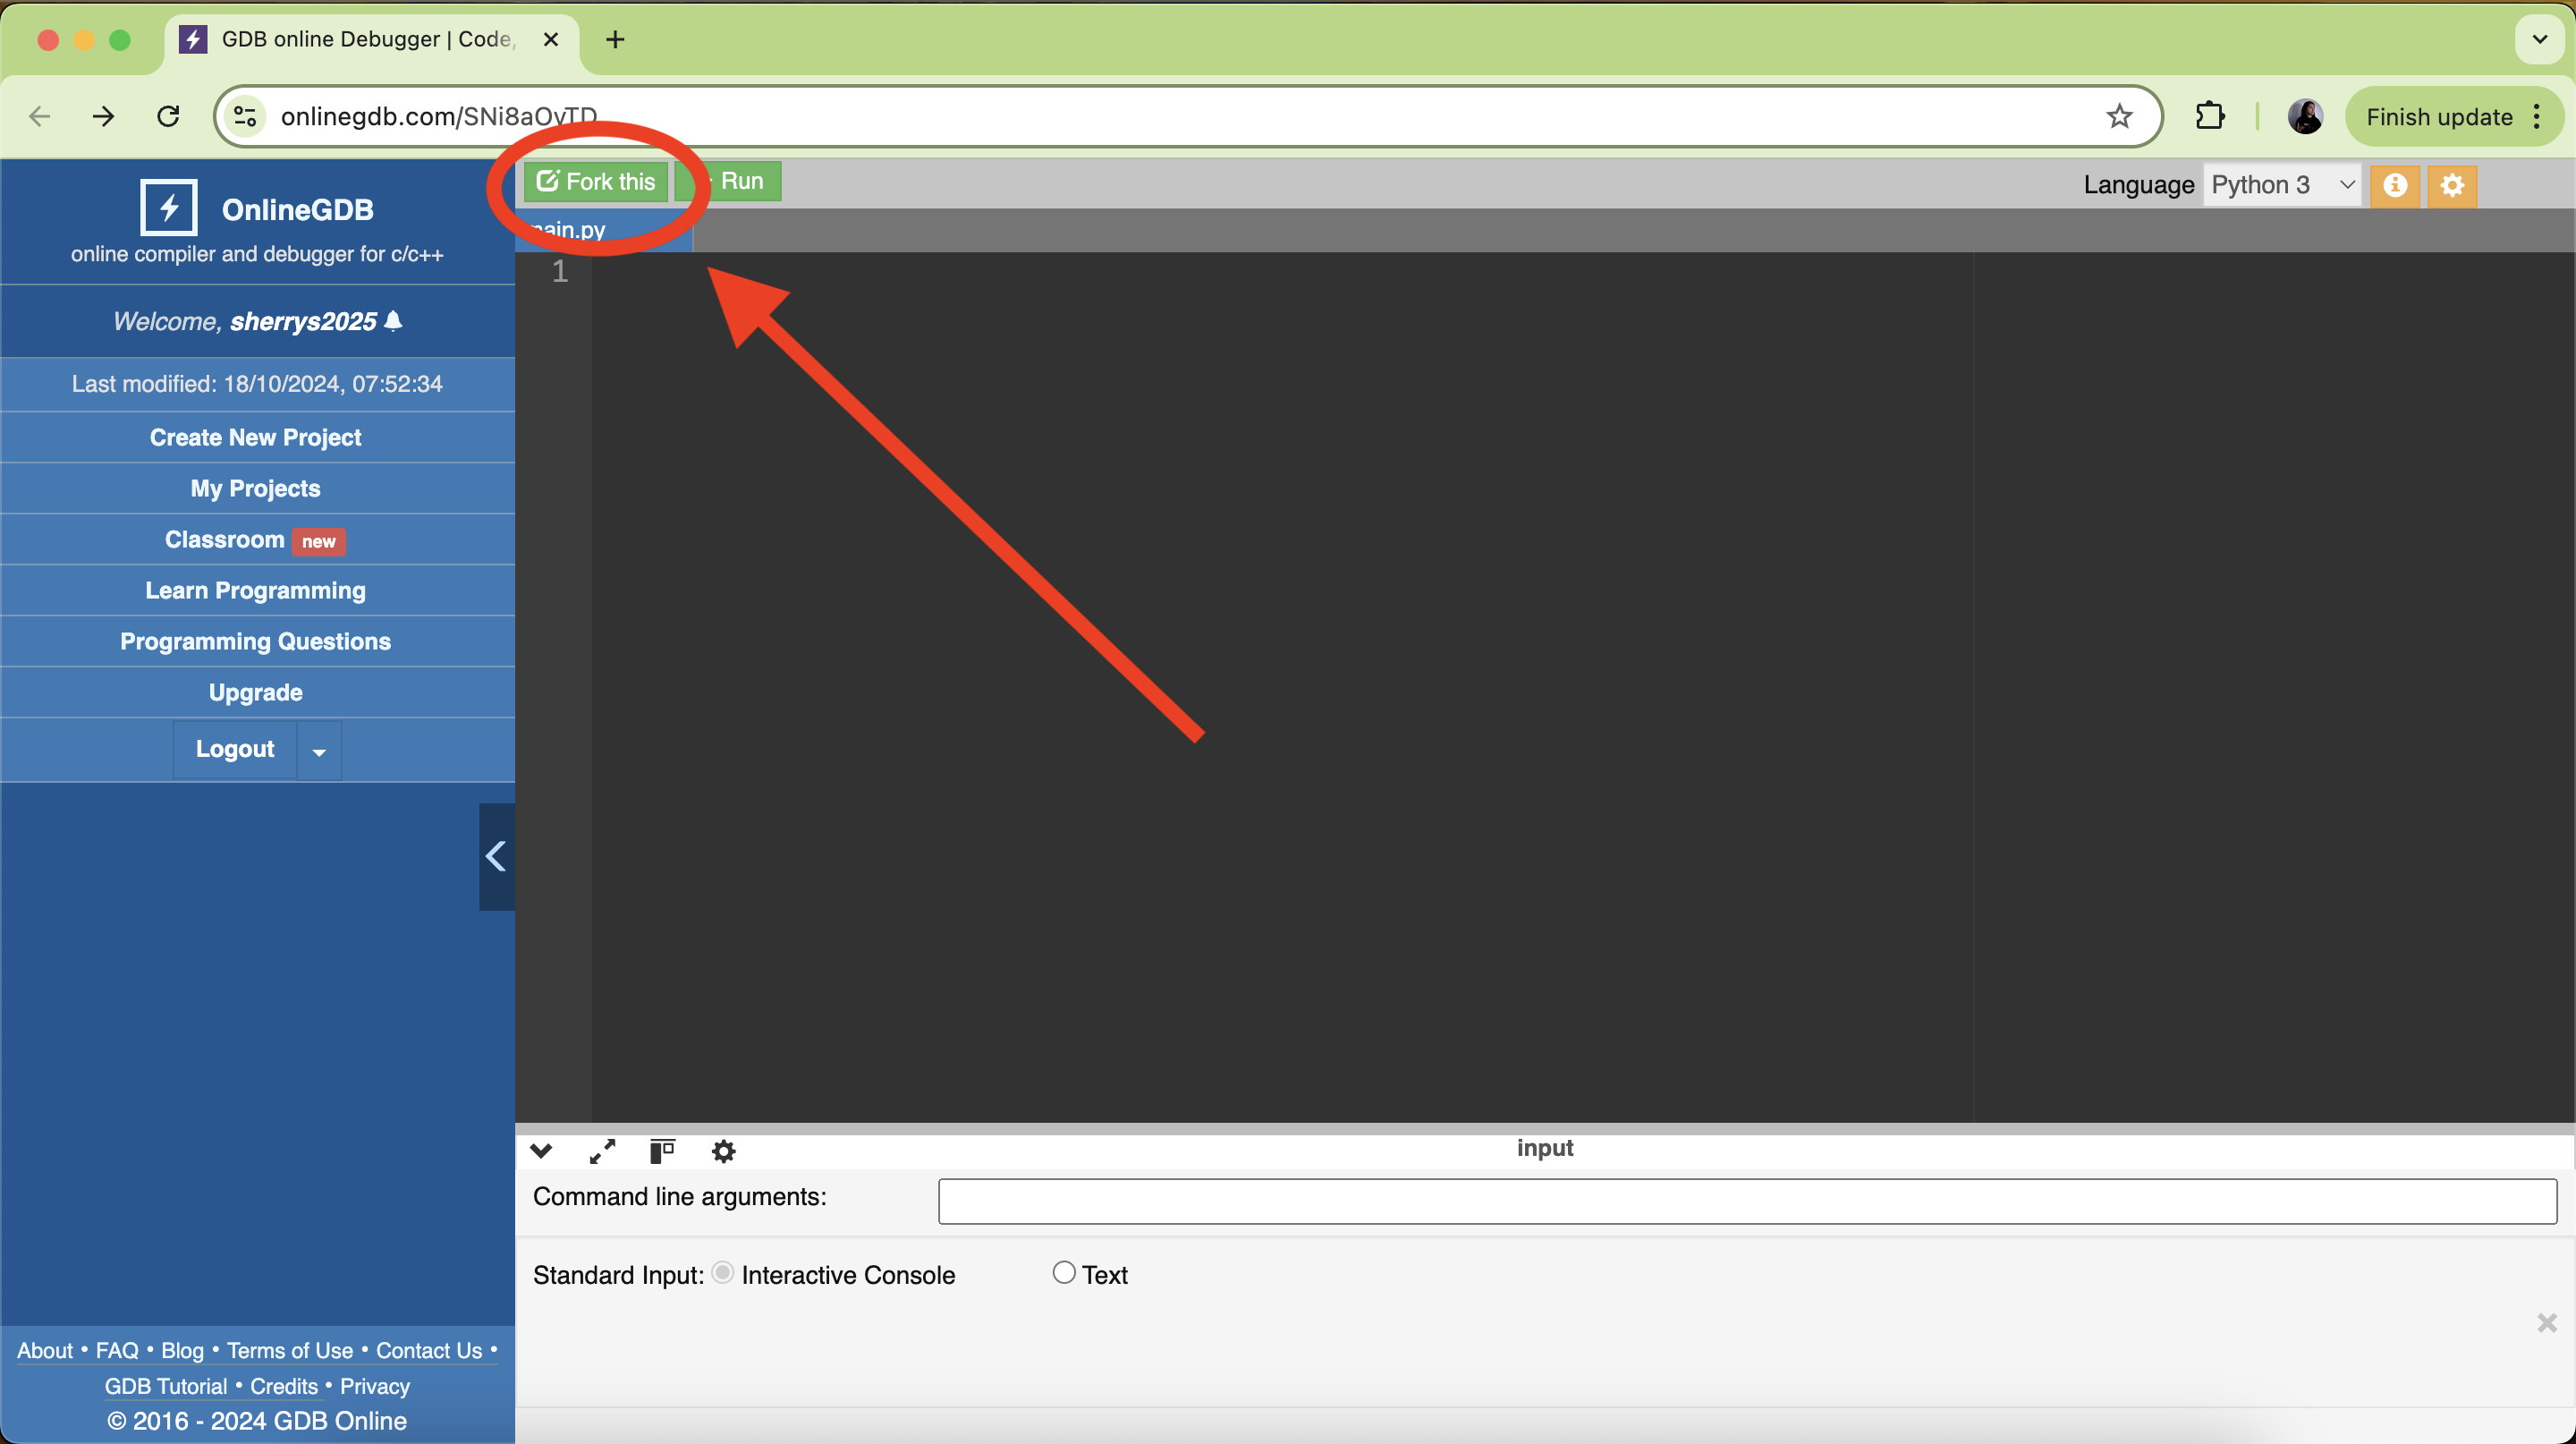 GDB online Debugger | Code,
onlinegdb.com/SNi8aOvTD
Finish update
OnlineGDB
online compiler and debugger for c/c++
Welcome, sherrys2025
Last modified: 18/10/2024, 07:52:34
Create New Project
My Projects
Classroom new
Learn Programming
Programming Questions
Upgrade
Logout
About • FAQ • Blog • Terms of Use • Contact Us •
GDB Tutorial • Credits • Privacy
© 2016 - 2024 GDB Online
Fork this Run
Language Python 3
main.py
1
input
Command line arguments:
Standard Input: Interactive Console Text